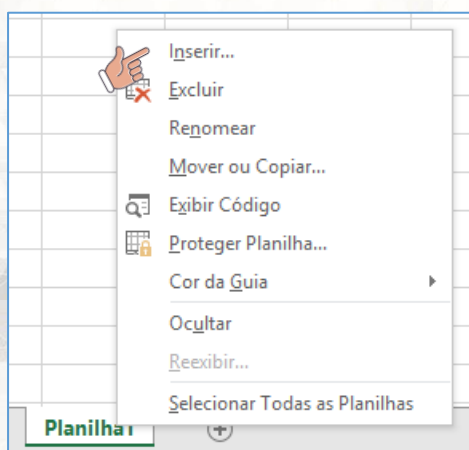 Inserir...
Excluir
Renomear
Mover ou Copiar...
Exibir Código
Proteger Planilha...
Cor da Guia
Ocultar
Reexibir...
Selecionar Todas as Planilhas
Planilha1